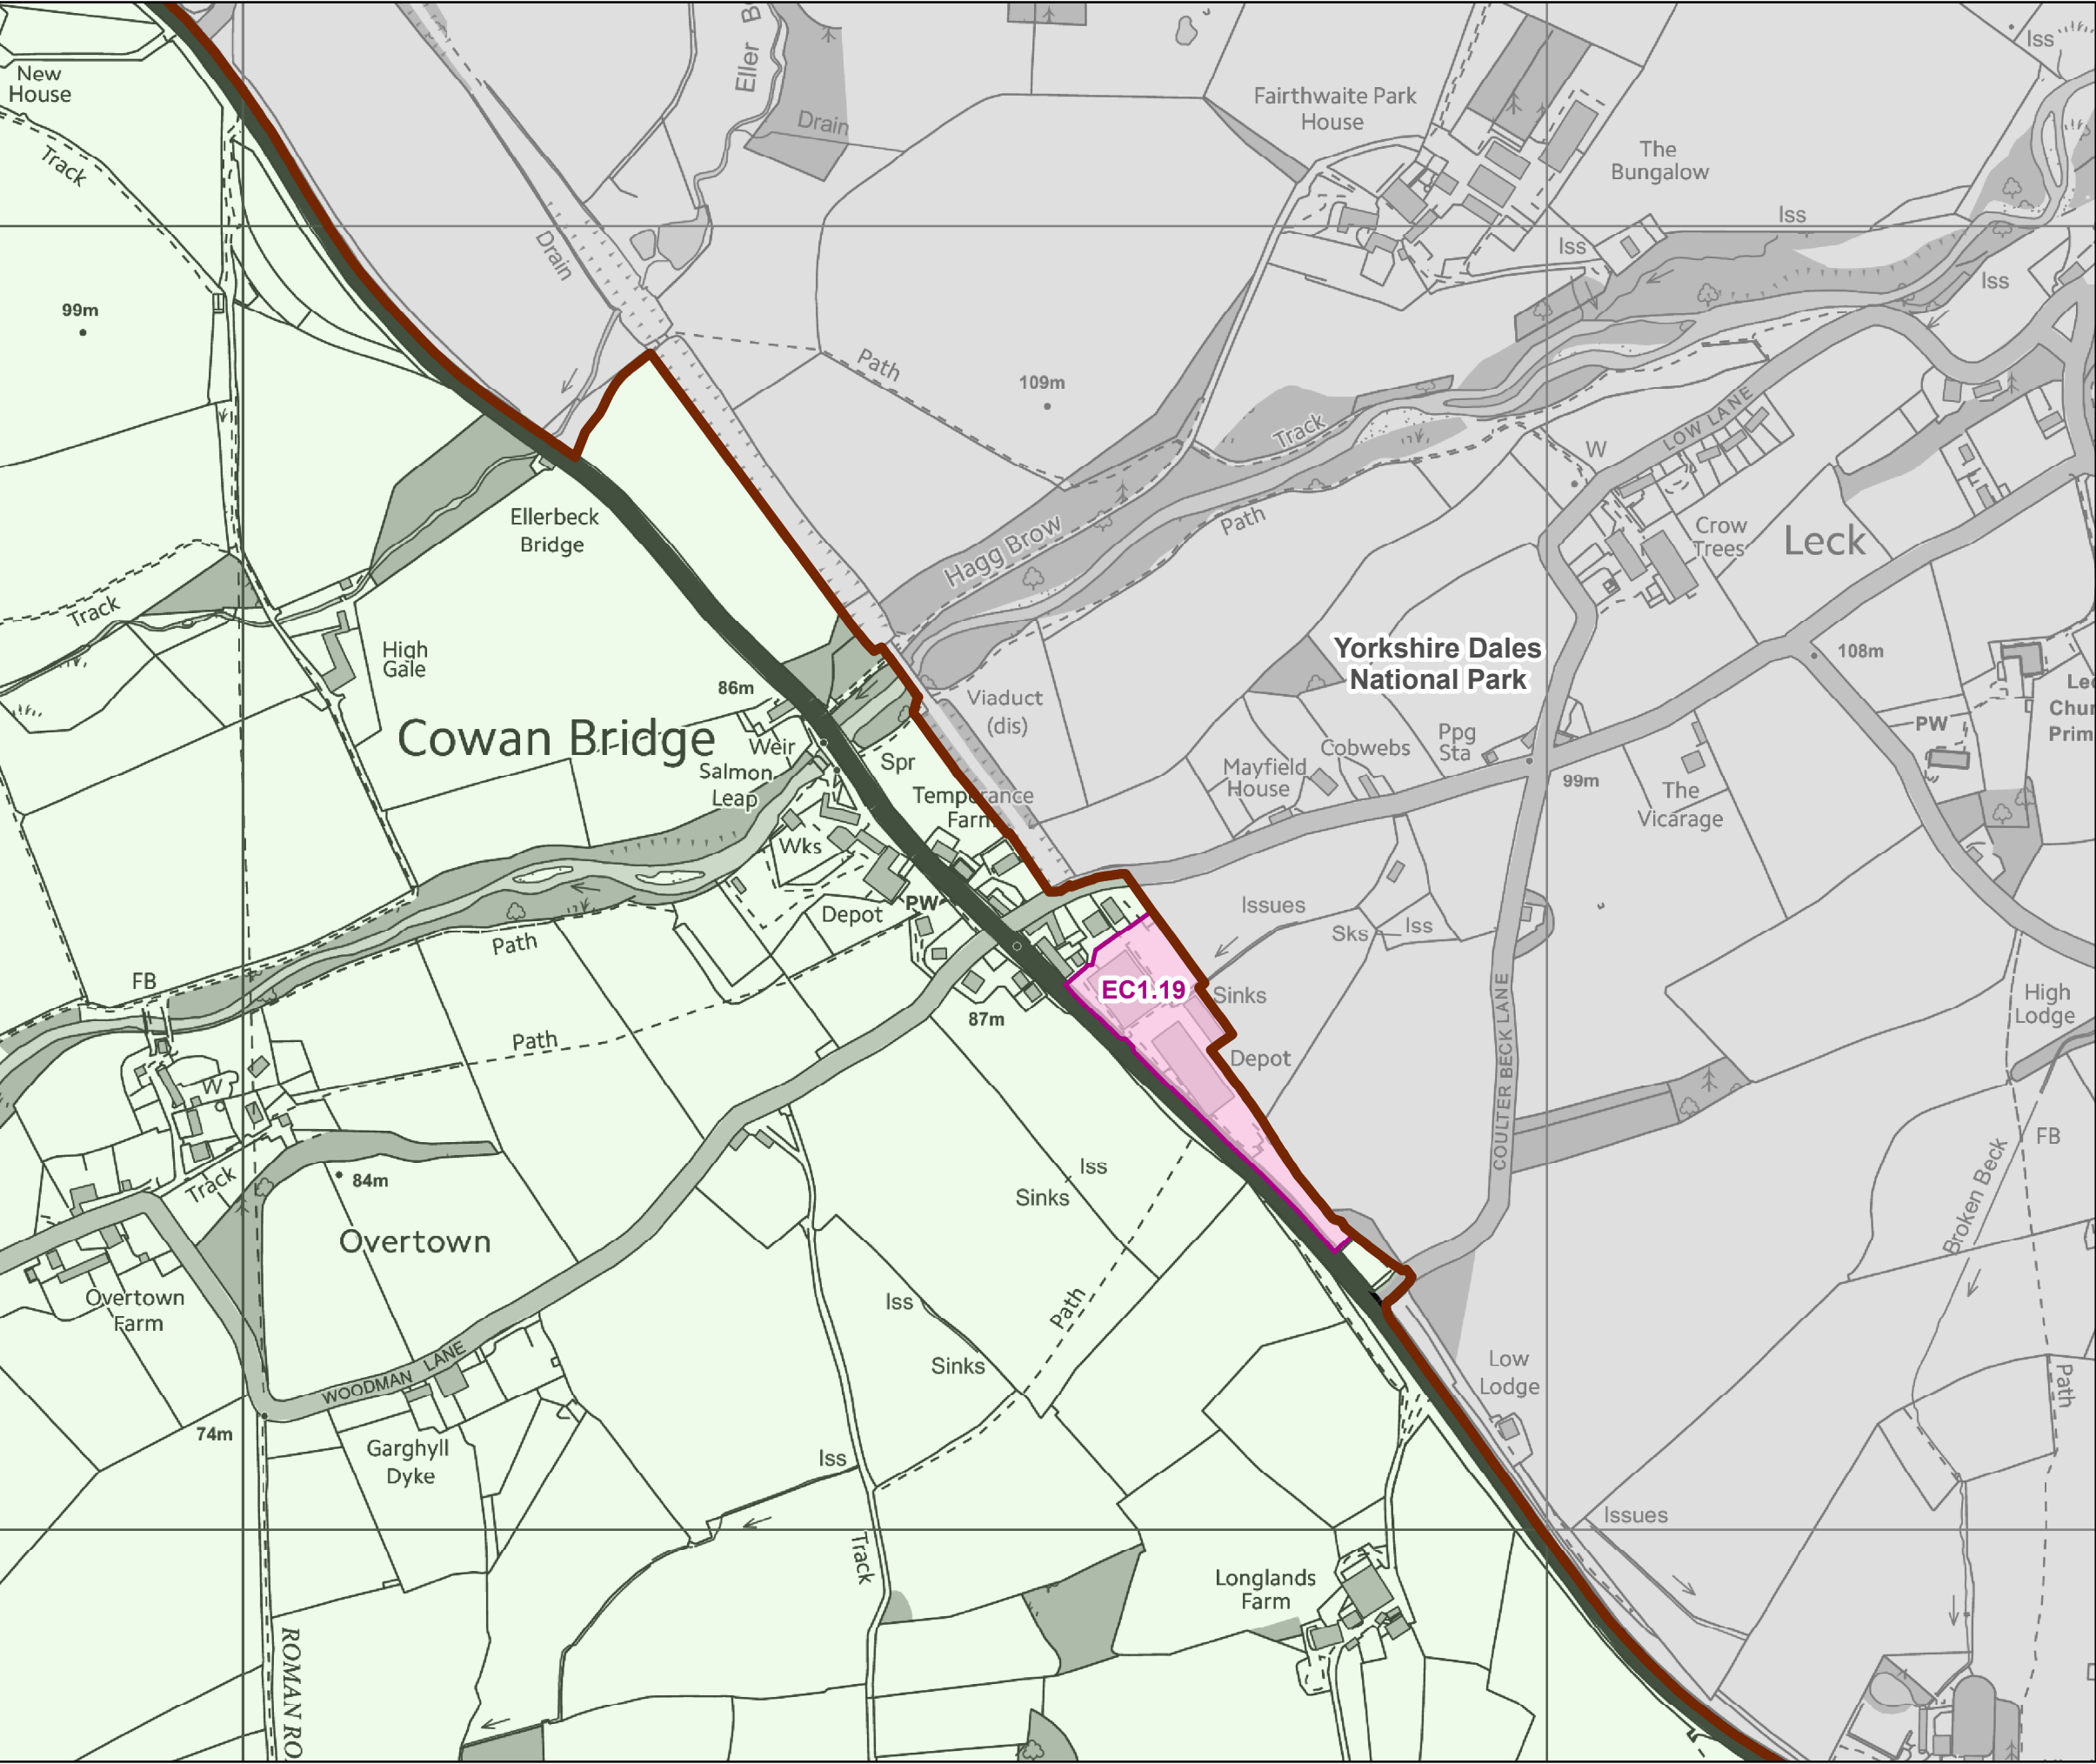 New
House
Track
99m
Eller B
Drain
Drain
Fairthwaite Park
House
The
Bungalow
Iss
Iss
Iss
Iss
Path
109m
Track
Path
Hagg Brow
LOW LANE
W
Crow
Trees
Leck
Ellerbeck
Bridge
Track
High
Gale
86m
Cowan Bridge
Weir
Salmon
Leap
Spr
Temperance
Farm
Wks
Depot
PW
Viaduct
(dis)
Yorkshire Dales
National Park
108m
Mayfield
House
Cobwebs
Ppg
Sta
99m
The
Vicarage
PW
Chur
Prim
Issues
Sks
Iss
EC1.19
Sinks
Depot
87m
COULTER BECK LANE
High
Lodge
FB
Broken Beck
Path
FB
Path
Path
W
Track
84m
Overtown
Overtown
Farm
WOODMAN LANE
74m
Garghyll
Dyke
Iss
Sinks
Path
Iss
Sinks
Iss
Track
Low
Lodge
Issues
Longlands
Farm
ROMAN RO